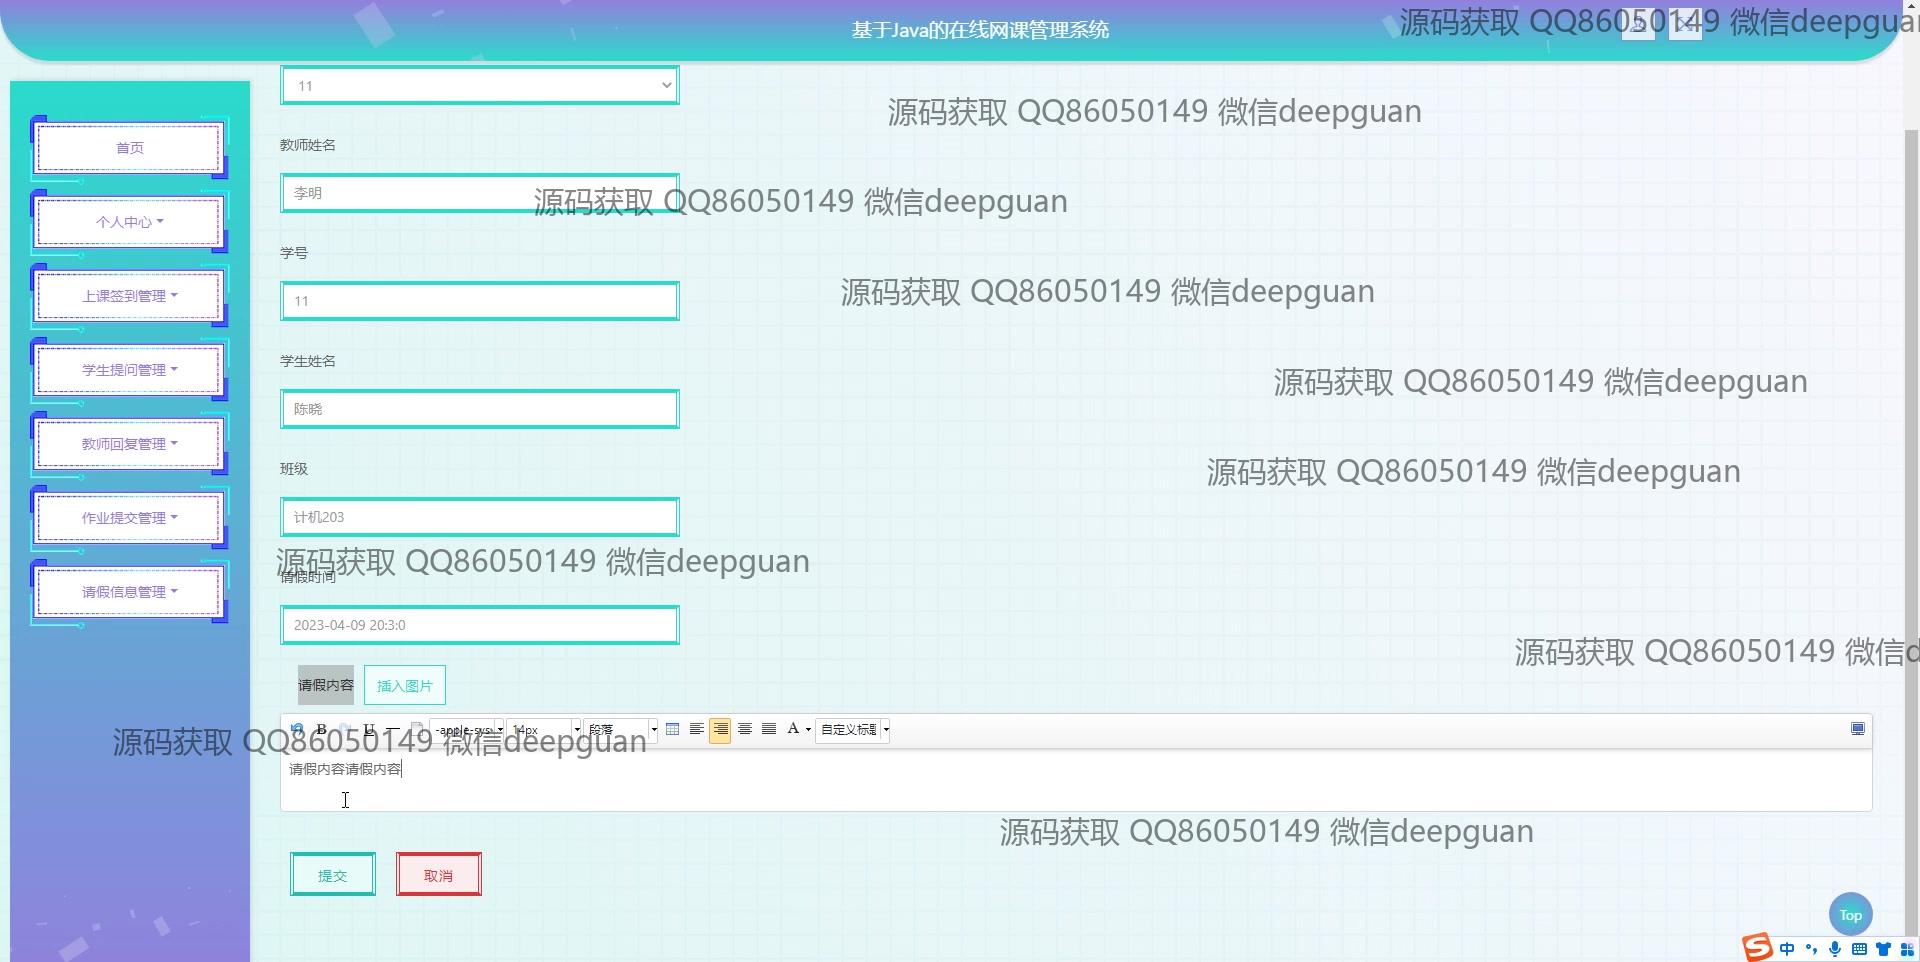 基于Java的在线网课管理系统
源码获取 QQ86050149 微信deepgua
11
源码获取 QQ86050149 微信deepguan
首页
教师姓名
李明
源码获取 QQ86050149 微信deepguan
个人中心
学号
上课签到管理
11
源码获取 QQ86050149 微信deepguan
学生姓名
学生提问管理
源码获取 QQ86050149 微信deepguan
陈晓
教师回复管理
班级
源码获取 QQ86050149 微信deepguan
作业提交管理
计机203
源码获取 QQ86050149 微信deepguan
请假时间
请假信息管理
2023-04-09 20:3:0
源码获取 QQ86050149 微信d
请假内容
插入图片
B U -apple-sys 14px 段落 A 自定义标题
源码获取 QQ86050149 微信deepguan
请假内容请假内容
源码获取 QQ86050149 微信deepguan
提交
取消
Top
S 中